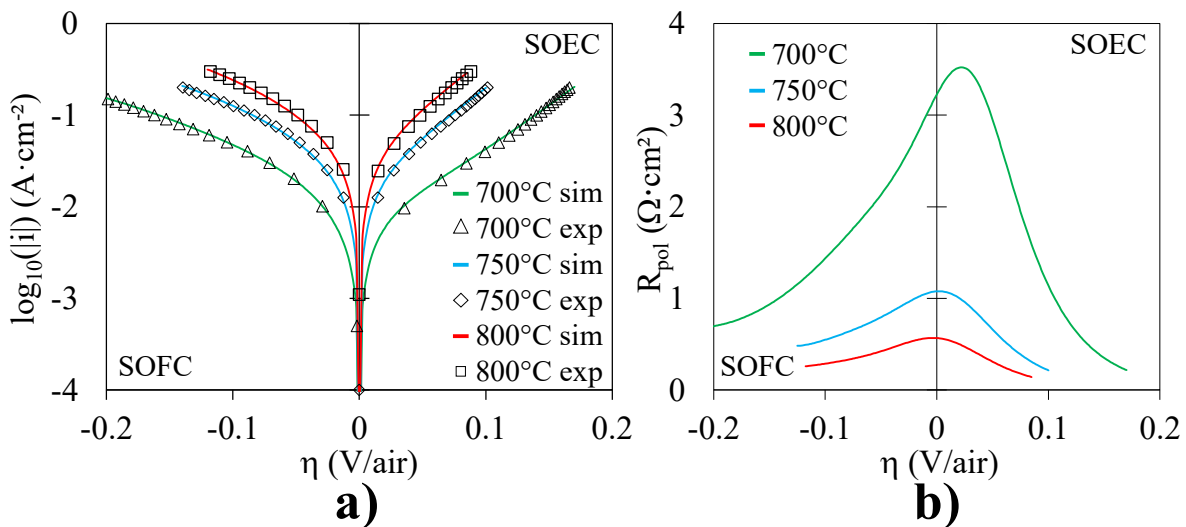 0
-1
-2
-3
-4
log₁₀(|i|) (A·cm⁻²)
SOEC
SOFC
700°C sim
700°C exp
750°C sim
750°C exp
800°C sim
800°C exp
-0.2 -0.1 0 0.1 0.2
η (V/air)
a)
4
3
2
1
0
R_pol (Ω·cm²)
SOEC
700°C
750°C
800°C
SOFC
-0.2 -0.1 0 0.1 0.2
η (V/air)
b)